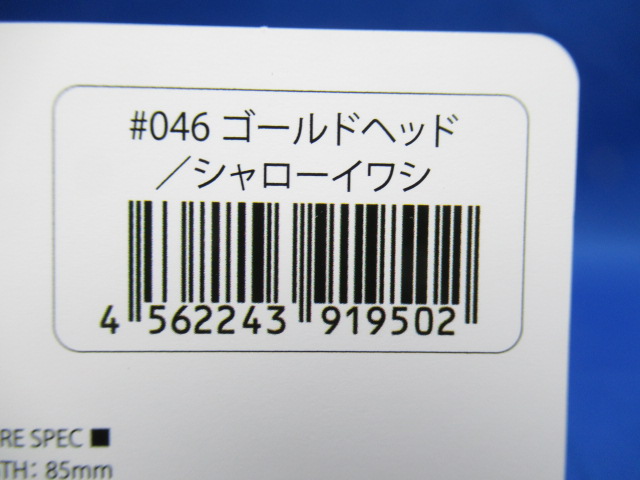 #046 ゴールドヘッド
／シャローイワシ
4 562243 919502
RE SPEC ■
TH: 85mm